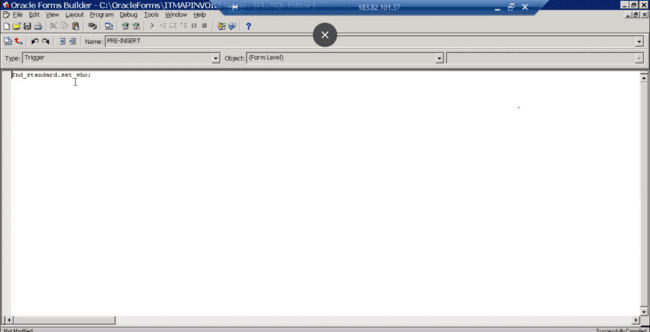 Oracle Forms Builder - C:\OracleForms\ITMAPINVOI
183.82.101.37
File Edit View Layout Program Debug Tools Window Help
Name: PRE-INSERT
Type: Trigger
Object: (Form Level)
fnd_standard.set_who;
Not Modified
Successfully Compiled